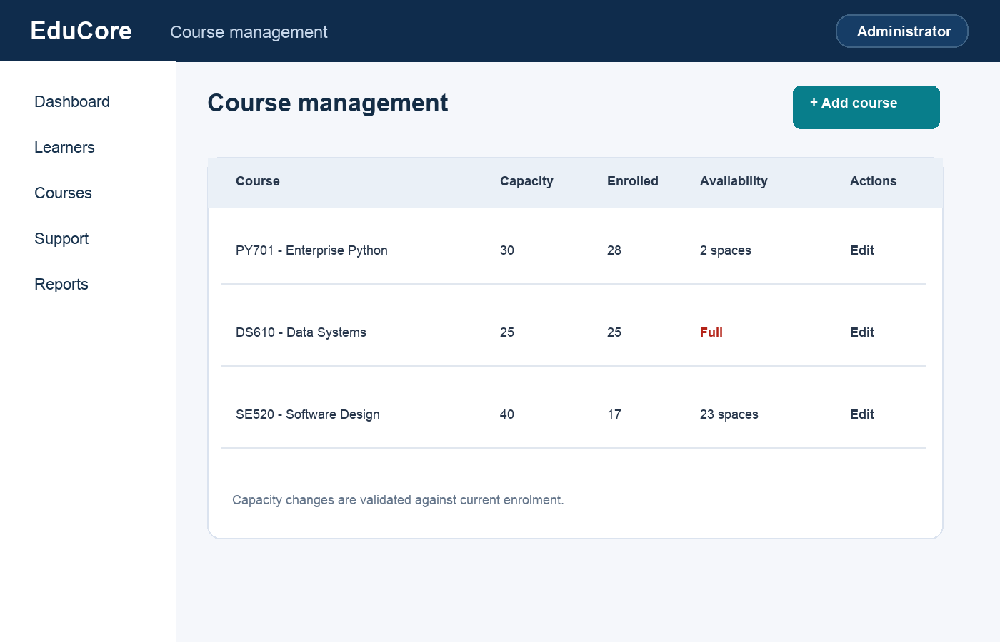 EduCore
Course management
Administrator
Dashboard
Learners
Courses
Support
Reports
Course management
+ Add course
Course Capacity Enrolled Availability Actions
PY701 - Enterprise Python 30 28 2 spaces Edit
DS610 - Data Systems 25 25 Full Edit
SE520 - Software Design 40 17 23 spaces Edit
Capacity changes are validated against current enrolment.